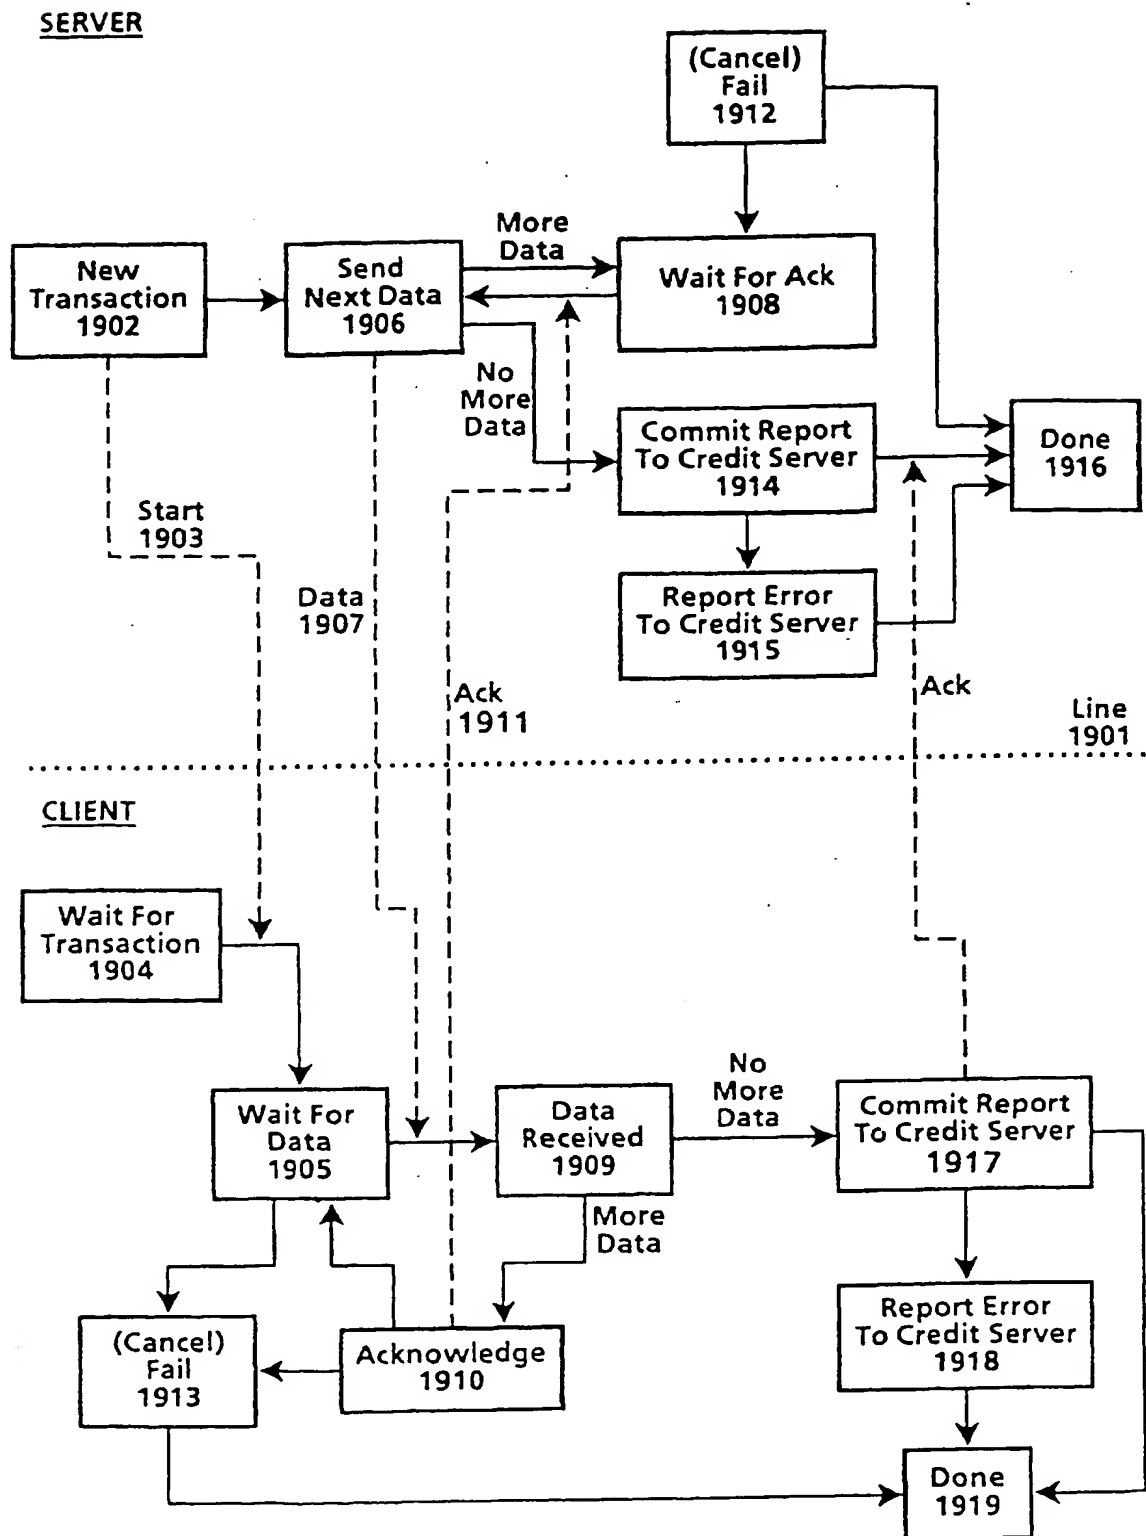 SERVER
(Cancel)
Fail
1912
More
Data
New
Transaction
1902
Send
Next Data
1906
Wait For Ack
1908
No
More
Data
Commit Report
To Credit Server
1914
Done
1916
Start
1903
Data
1907
Report Error
To Credit Server
1915
Ack
1911
Ack
Line
1901
CLIENT
Wait For
Transaction
1904
Wait For
Data
1905
Data
Received
1909
No
More
Data
Commit Report
To Credit Server
1917
More
Data
(Cancel)
Fail
1913
Acknowledge
1910
Report Error
To Credit Server
1918
Done
1919